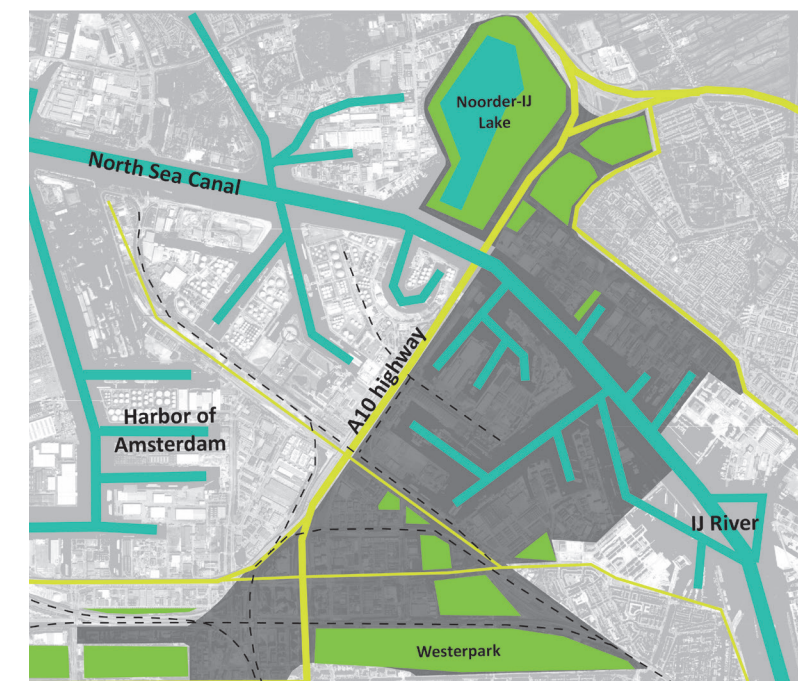 Noorder-IJ
Lake
North Sea Canal
A10 highway
Harbor of
Amsterdam
IJ River
Westerpark